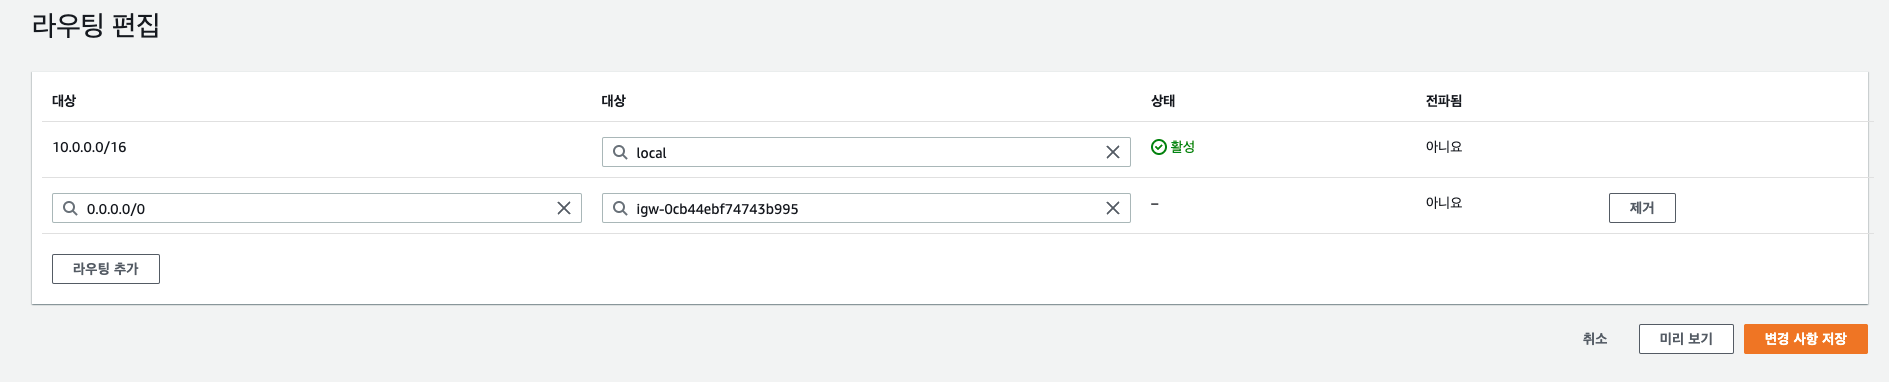 라우팅 편집
대상 대상 상태 전파됨
10.0.0.0/16 local 활성 아니요
0.0.0.0/0 igw-0cb44ebf74743b995 – 아니요 제거
라우팅 추가
취소 미리 보기 변경 사항 저장